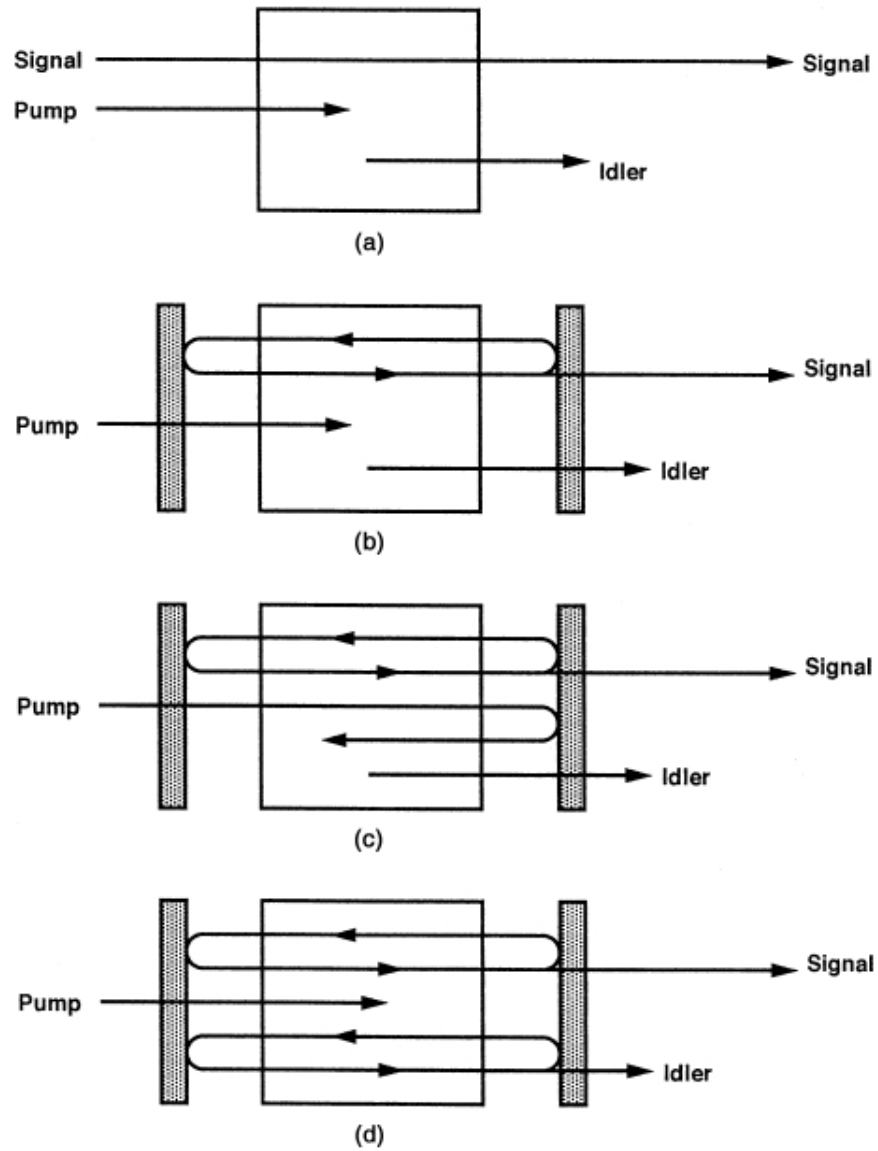 Signal
Signal
Pump
Idler
(a)
Signal
Pump
Idler
(b)
Signal
Pump
Idler
(c)
Signal
Pump
Idler
(d)